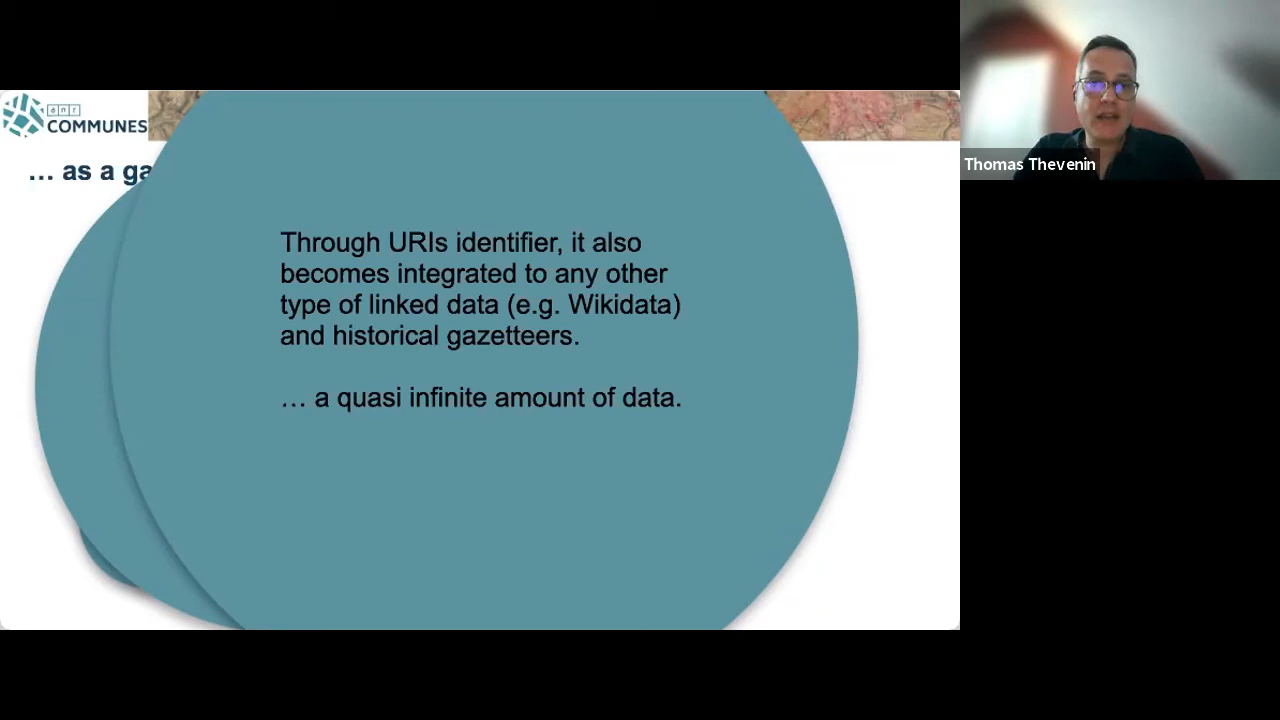 anr
COMMUNES
… as a ga
Through URIs identifier, it also
becomes integrated to any other
type of linked data (e.g. Wikidata)
and historical gazetteers.
… a quasi infinite amount of data.
Thomas Thevenin